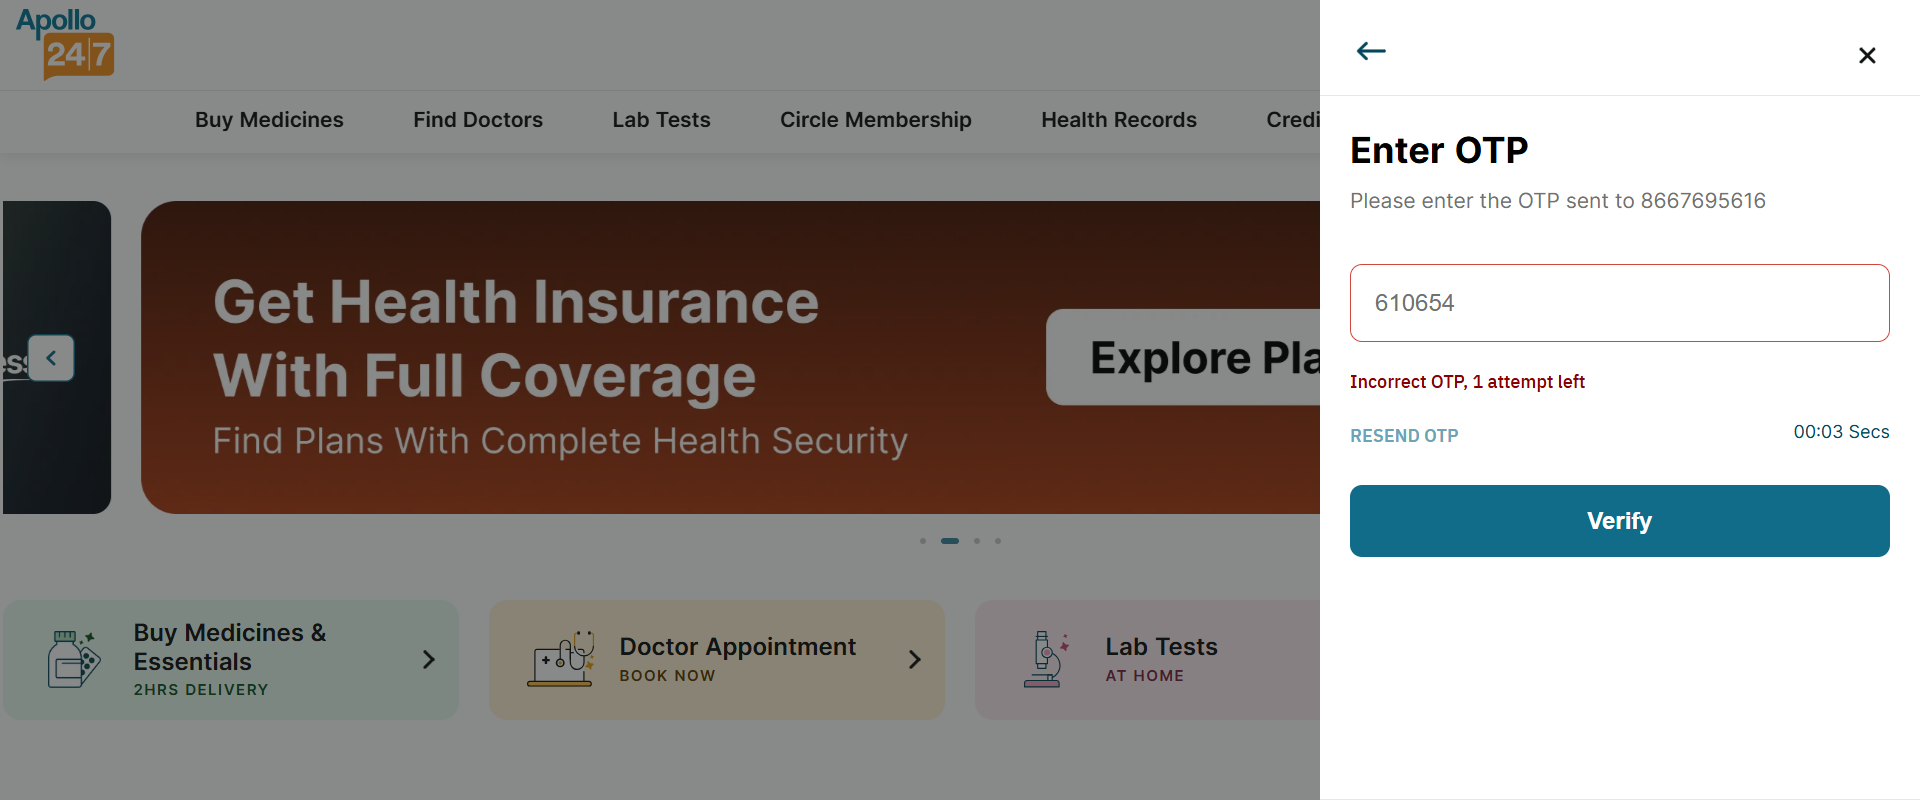 Apollo
24|7
Buy Medicines
Find Doctors
Lab Tests
Circle Membership
Health Records
Credi
ess
Get Health Insurance
With Full Coverage
Find Plans With Complete Health Security
Explore Pla
Buy Medicines &
Essentials
2HRS DELIVERY
Doctor Appointment
BOOK NOW
Lab Tests
AT HOME
Enter OTP
Please enter the OTP sent to 8667695616
610654
Incorrect OTP, 1 attempt left
RESEND OTP
00:03 Secs
Verify